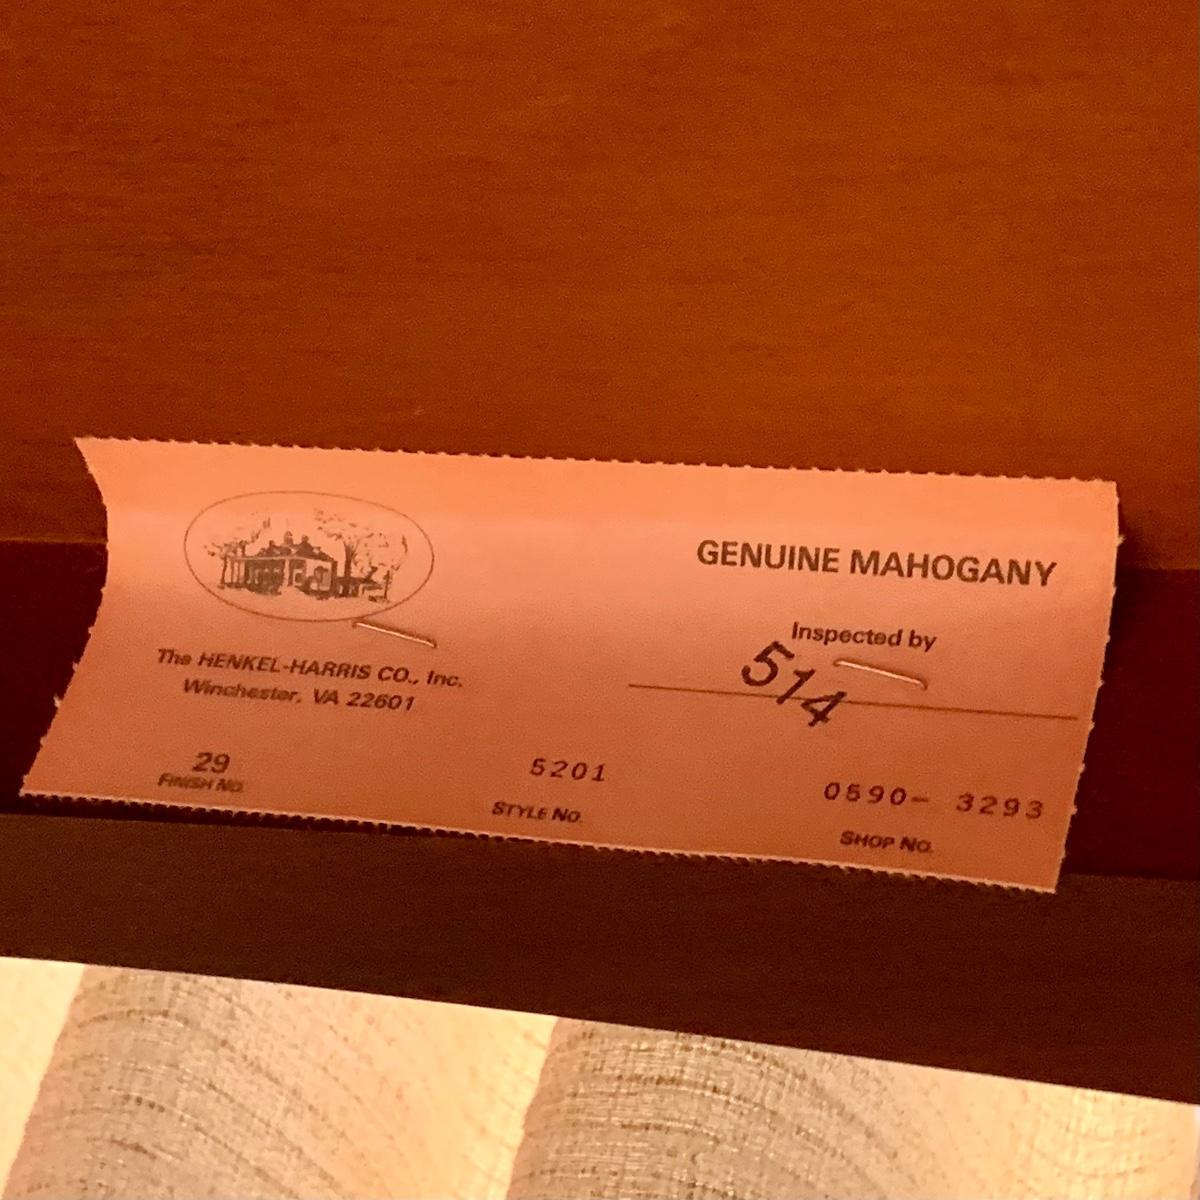 GENUINE MAHOGANY
Inspected by
514
The HENKEL-HARRIS CO., Inc.
Winchester, VA 22601
29
FINISH NO.
5201
STYLE NO.
0590- 3293
SHOP NO.